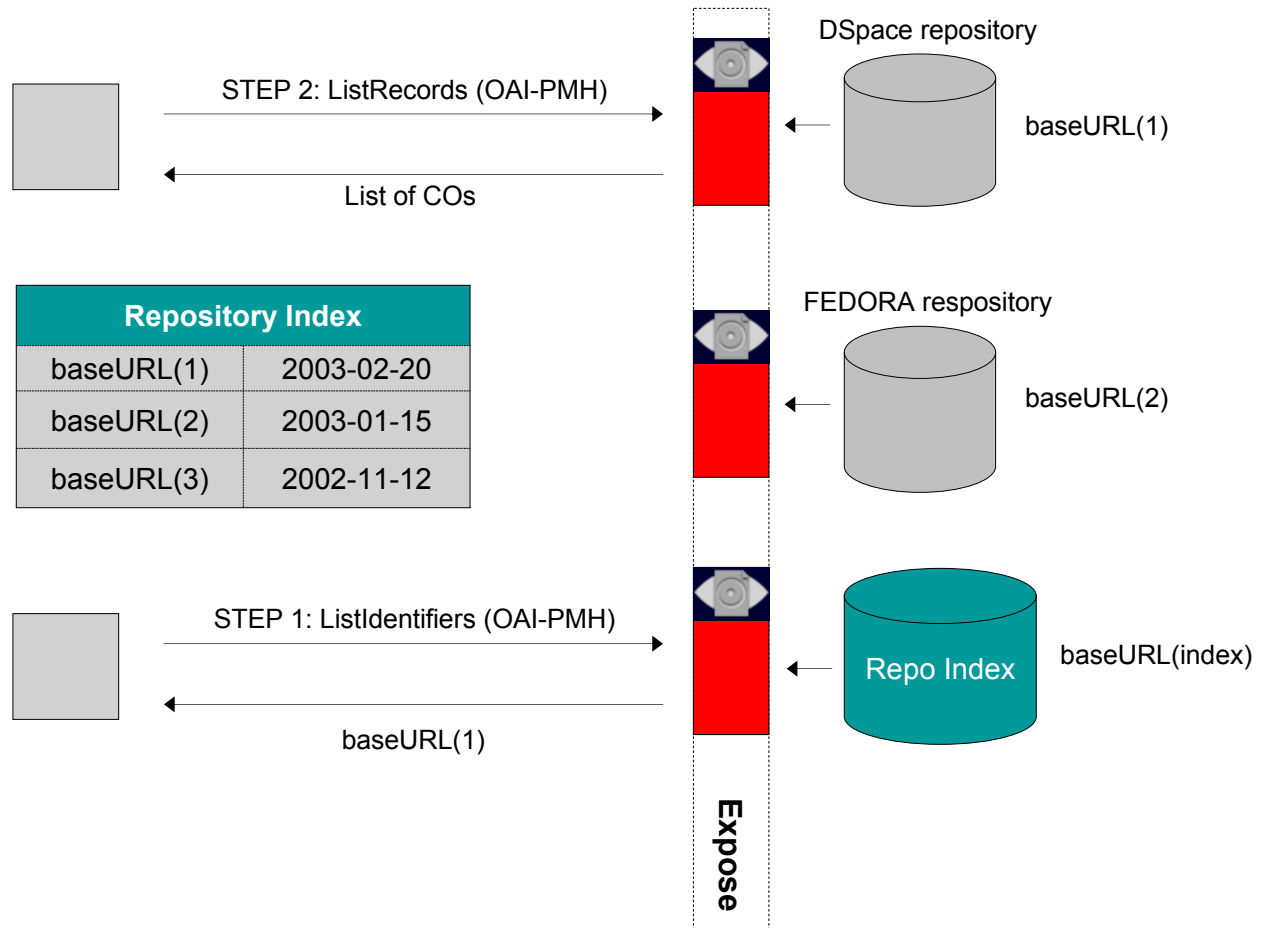 DSpace repository
STEP 2: ListRecords (OAI-PMH)
baseURL(1)
List of COs
Repository Index
baseURL(1) 2003-02-20
baseURL(2) 2003-01-15
baseURL(3) 2002-11-12
FEDORA respository
baseURL(2)
STEP 1: ListIdentifiers (OAI-PMH)
baseURL(1)
Repo Index
baseURL(index)
Expose